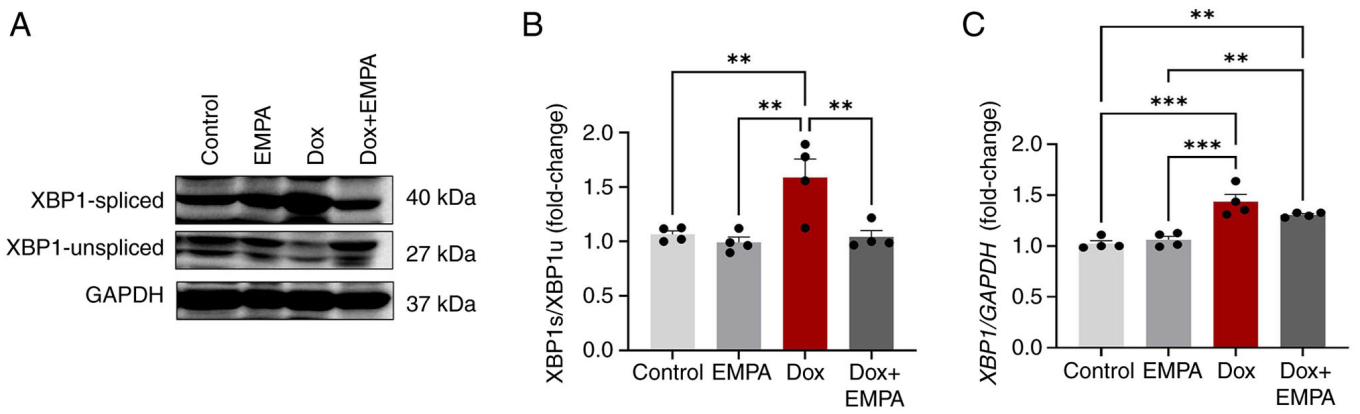 A
Control
EMPA
Dox
Dox+EMPA
XBP1-spliced
40 kDa
XBP1-unspliced
27 kDa
GAPDH
37 kDa
B
**
**
**
XBP1s/XBP1u (fold-change)
2.0
1.5
1.0
0.5
0.0
Control
EMPA
Dox
Dox+
EMPA
C
**
**
***
***
XBP1/GAPDH (fold-change)
2.0
1.5
1.0
0.5
0.0
Control
EMPA
Dox
Dox+
EMPA